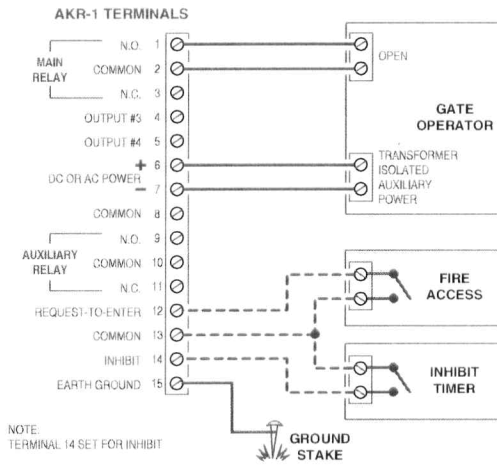 AKR-1 TERMINALS
MAIN
RELAY
N.O. 1
COMMON 2
N.C. 3
OUTPUT #3 4
OUTPUT #4 5
+ 6
DC OR AC POWER
– 7
COMMON 8
AUXILIARY
RELAY
N.O. 9
COMMON 10
N.C. 11
REQUEST-TO-ENTER 12
COMMON 13
INHIBIT 14
EARTH GROUND 15
OPEN
GATE
OPERATOR
TRANSFORMER
ISOLATED
AUXILIARY
POWER
FIRE
ACCESS
INHIBIT
TIMER
GROUND
STAKE
NOTE:
TERMINAL 14 SET FOR INHIBIT